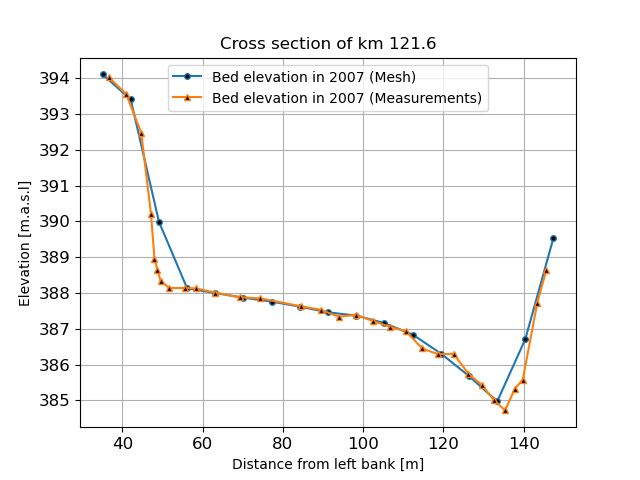 Cross section of km 121.6
Bed elevation in 2007 (Mesh)
Bed elevation in 2007 (Measurements)
394
393
392
391
390
389
388
387
386
385
Elevation [m.a.s.l]
40 60 80 100 120 140
Distance from left bank [m]